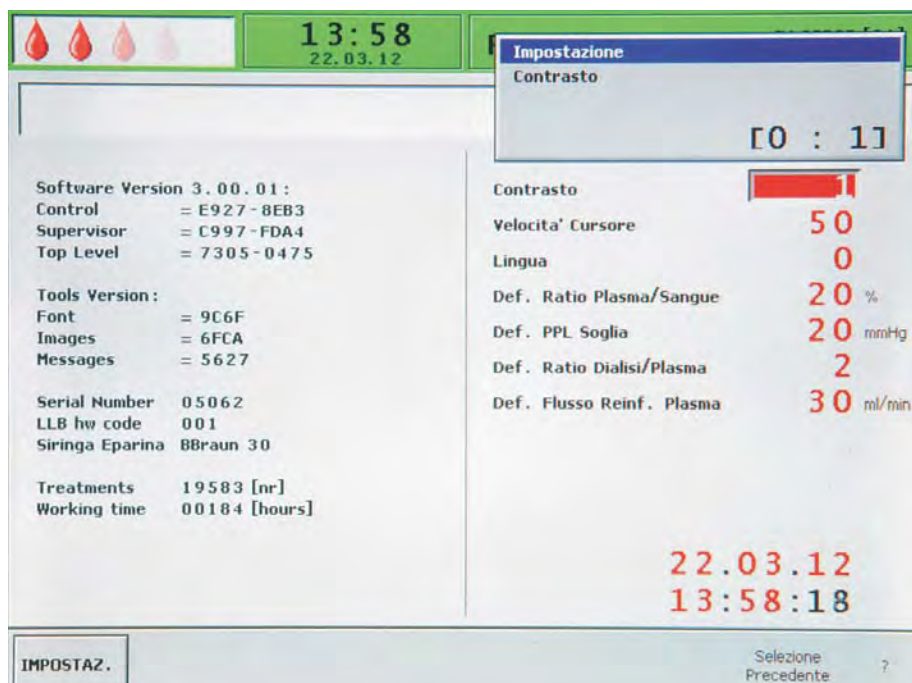 13:58
22.03.12
Impostazione
Contrasto
[0 : 1]
Software Version 3.00.01:
Control = E927-8EB3
Supervisor = C997-FDA4
Top Level = 7305-0475
Tools Version:
Font = 9C6F
Images = 6FCA
Messages = 5627
Serial Number 05062
LLB hw code 001
Siringa Eparina BBraun 30
Treatments 19583 [nr]
Working time 00184 [hours]
Contrasto 1
Velocita' Cursore 50
Lingua 0
Def. Ratio Plasma/Sangue 20 %
Def. PPL Soglia 20 mmHg
Def. Ratio Dialisi/Plasma 2
Def. Flusso Reinf. Plasma 30 ml/min
22.03.12
13:58:18
IMPOSTAZ.
Selezione
Precedente
?